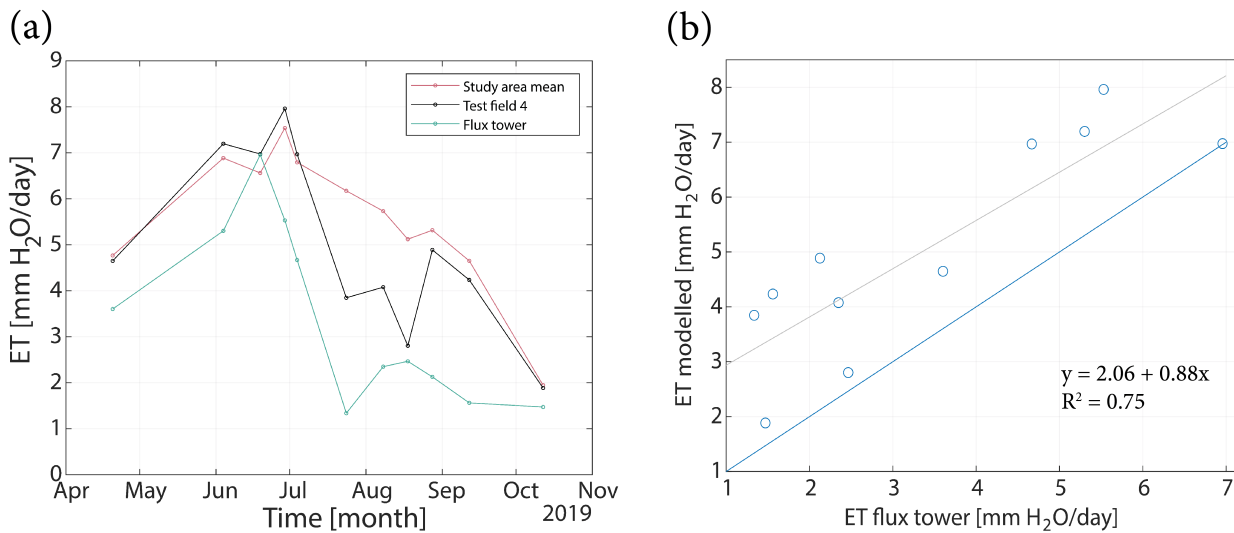 (a)
ET [mm H₂O/day]
9
8
7
6
5
4
3
2
1
0
Study area mean
Test field 4
Flux tower
Apr May Jun Jul Aug Sep Oct Nov
2019
Time [month]
(b)
ET modelled [mm H₂O/day]
8
7
6
5
4
3
2
1
y = 2.06 + 0.88x
R² = 0.75
1 2 3 4 5 6 7
ET flux tower [mm H₂O/day]